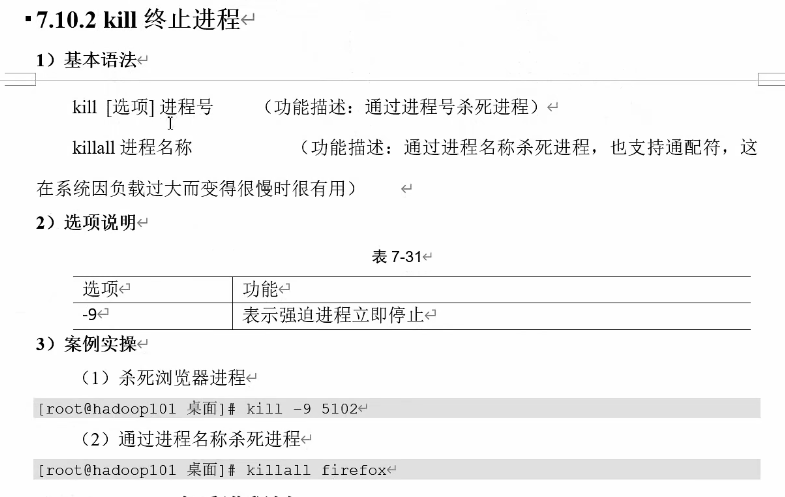 7.10.2 kill 终止进程
1）基本语法
kill [选项] 进程号 （功能描述：通过进程号杀死进程）
killall 进程名称 （功能描述：通过进程名称杀死进程，也支持通配符，这
在系统因负载过大而变得很慢时很有用）
2）选项说明
表 7-31
选项 功能
-9 表示强迫进程立即停止
3）案例实操
（1）杀死浏览器进程
[root@hadoop101 桌面]# kill -9 5102
（2）通过进程名称杀死进程
[root@hadoop101 桌面]# killall firefox